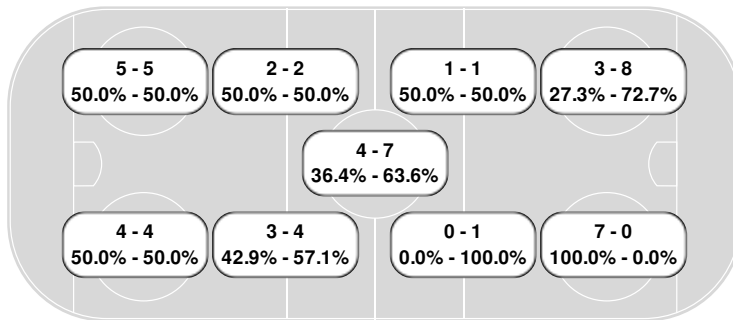 5 - 5
50.0% - 50.0%
2 - 2
50.0% - 50.0%
1 - 1
50.0% - 50.0%
3 - 8
27.3% - 72.7%
4 - 7
36.4% - 63.6%
4 - 4
50.0% - 50.0%
3 - 4
42.9% - 57.1%
0 - 1
0.0% - 100.0%
7 - 0
100.0% - 0.0%